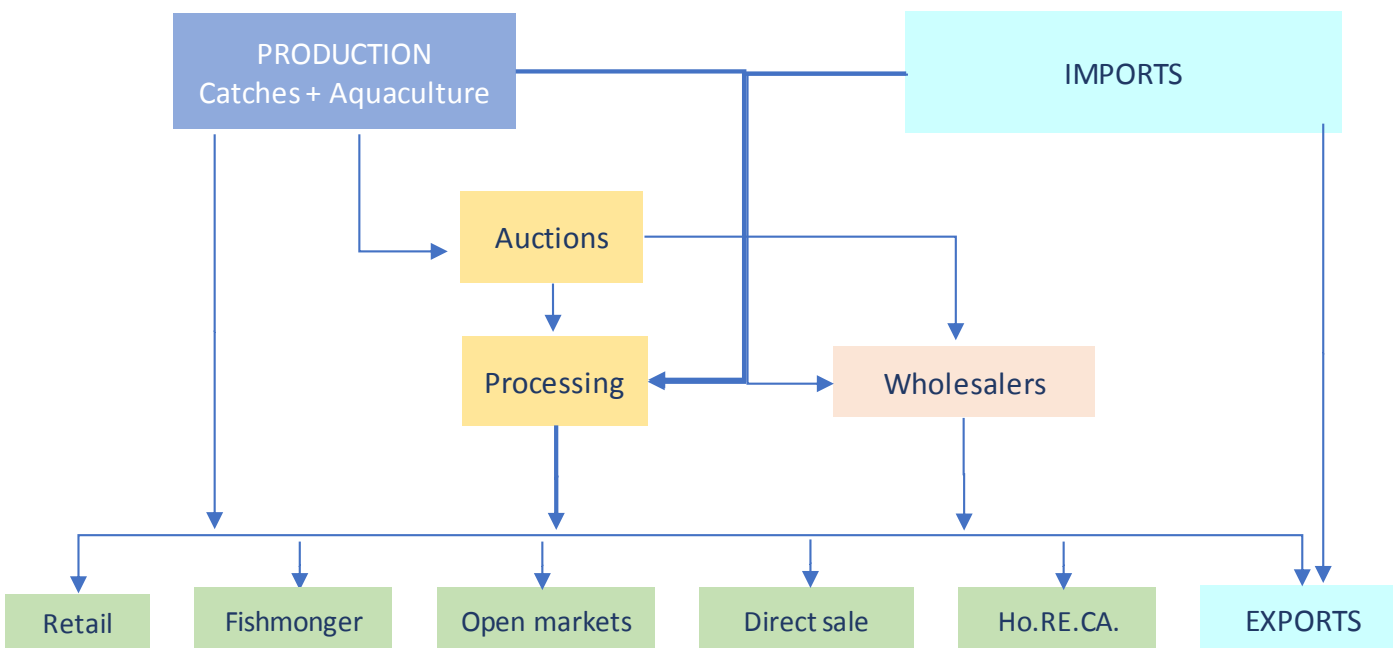 PRODUCTION
Catches + Aquaculture
IMPORTS
Auctions
Processing
Wholesalers
Retail
Fishmonger
Open markets
Direct sale
Ho.RE.CA.
EXPORTS